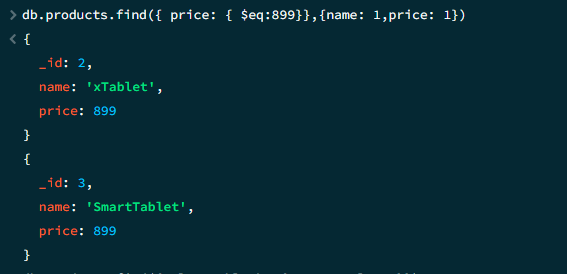 > db.products.find({ price: { $eq:899}},{name: 1,price: 1})
< {
_id: 2,
name: 'xTablet',
price: 899
}
{
_id: 3,
name: 'SmartTablet',
price: 899
}